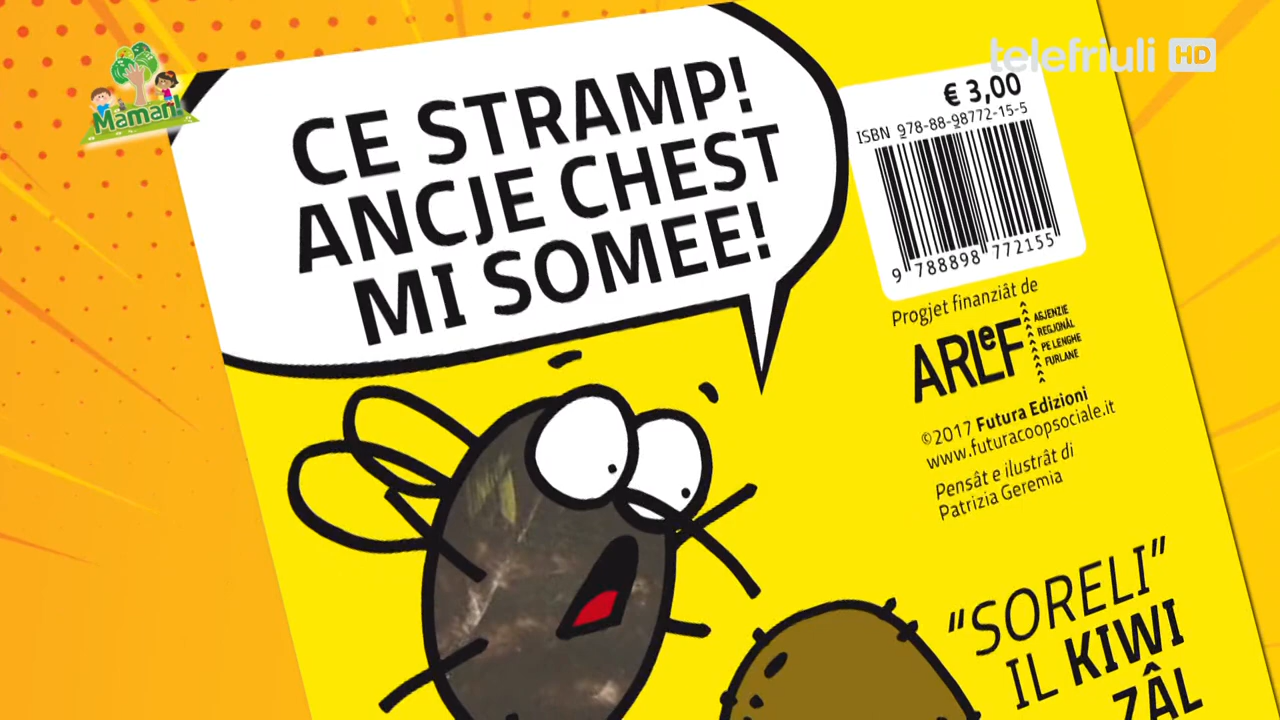 Maman!
telefriuli HD
CE STRAMP!
ANCJE CHEST
MI SOMEE!
€ 3,00
ISBN 978-88-98772-15-5
9 788898 772155
Progjet finanziât de
ARLeF
AGJENZIE
REGJONÂL
PE LENGHE
FURLANE
©2017 Futura Edizioni
www.futuracoopsociale.it
Pensât e ilustrât di
Patrizia Geremia
"SORELI"
IL KIWI
ZÂL